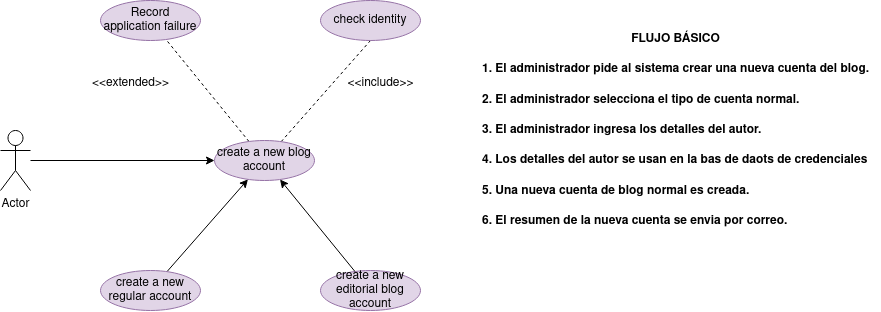 Record
application failure
check identity
<<extended>>
<<include>>
create a new blog
account
Actor
create a new
regular account
create a new
editorial blog
account
FLUJO BÁSICO
1. El administrador pide al sistema crear una nueva cuenta del blog.
2. El administrador selecciona el tipo de cuenta normal.
3. El administrador ingresa los detalles del autor.
4. Los detalles del autor se usan en la bas de daots de credenciales
5. Una nueva cuenta de blog normal es creada.
6. El resumen de la nueva cuenta se envia por correo.